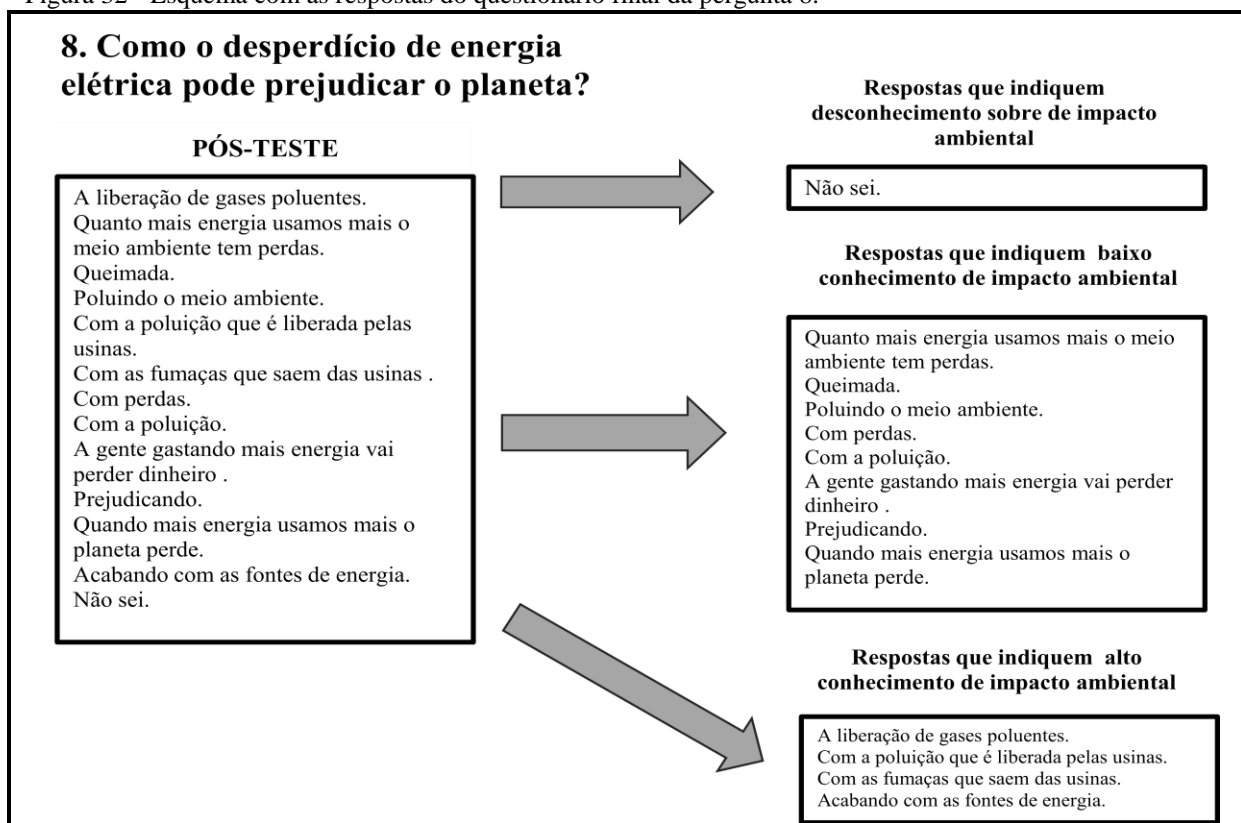 Figura 32 - Esquema com as respostas do questionário final da pergunta 8.
8. Como o desperdício de energia
elétrica pode prejudicar o planeta?
PÓS-TESTE
A liberação de gases poluentes.
Quanto mais energia usamos mais o
meio ambiente tem perdas.
Queimada.
Poluindo o meio ambiente.
Com a poluição que é liberada pelas
usinas.
Com as fumaças que saem das usinas .
Com perdas.
Com a poluição.
A gente gastando mais energia vai
perder dinheiro .
Prejudicando.
Quando mais energia usamos mais o
planeta perde.
Acabando com as fontes de energia.
Não sei.
Respostas que indiquem
desconhecimento sobre de impacto
ambiental
Não sei.
Respostas que indiquem baixo
conhecimento de impacto ambiental
Quanto mais energia usamos mais o meio
ambiente tem perdas.
Queimada.
Poluindo o meio ambiente.
Com perdas.
Com a poluição.
A gente gastando mais energia vai perder
dinheiro .
Prejudicando.
Quando mais energia usamos mais o
planeta perde.
Respostas que indiquem alto
conhecimento de impacto ambiental
A liberação de gases poluentes.
Com a poluição que é liberada pelas usinas.
Com as fumaças que saem das usinas.
Acabando com as fontes de energia.